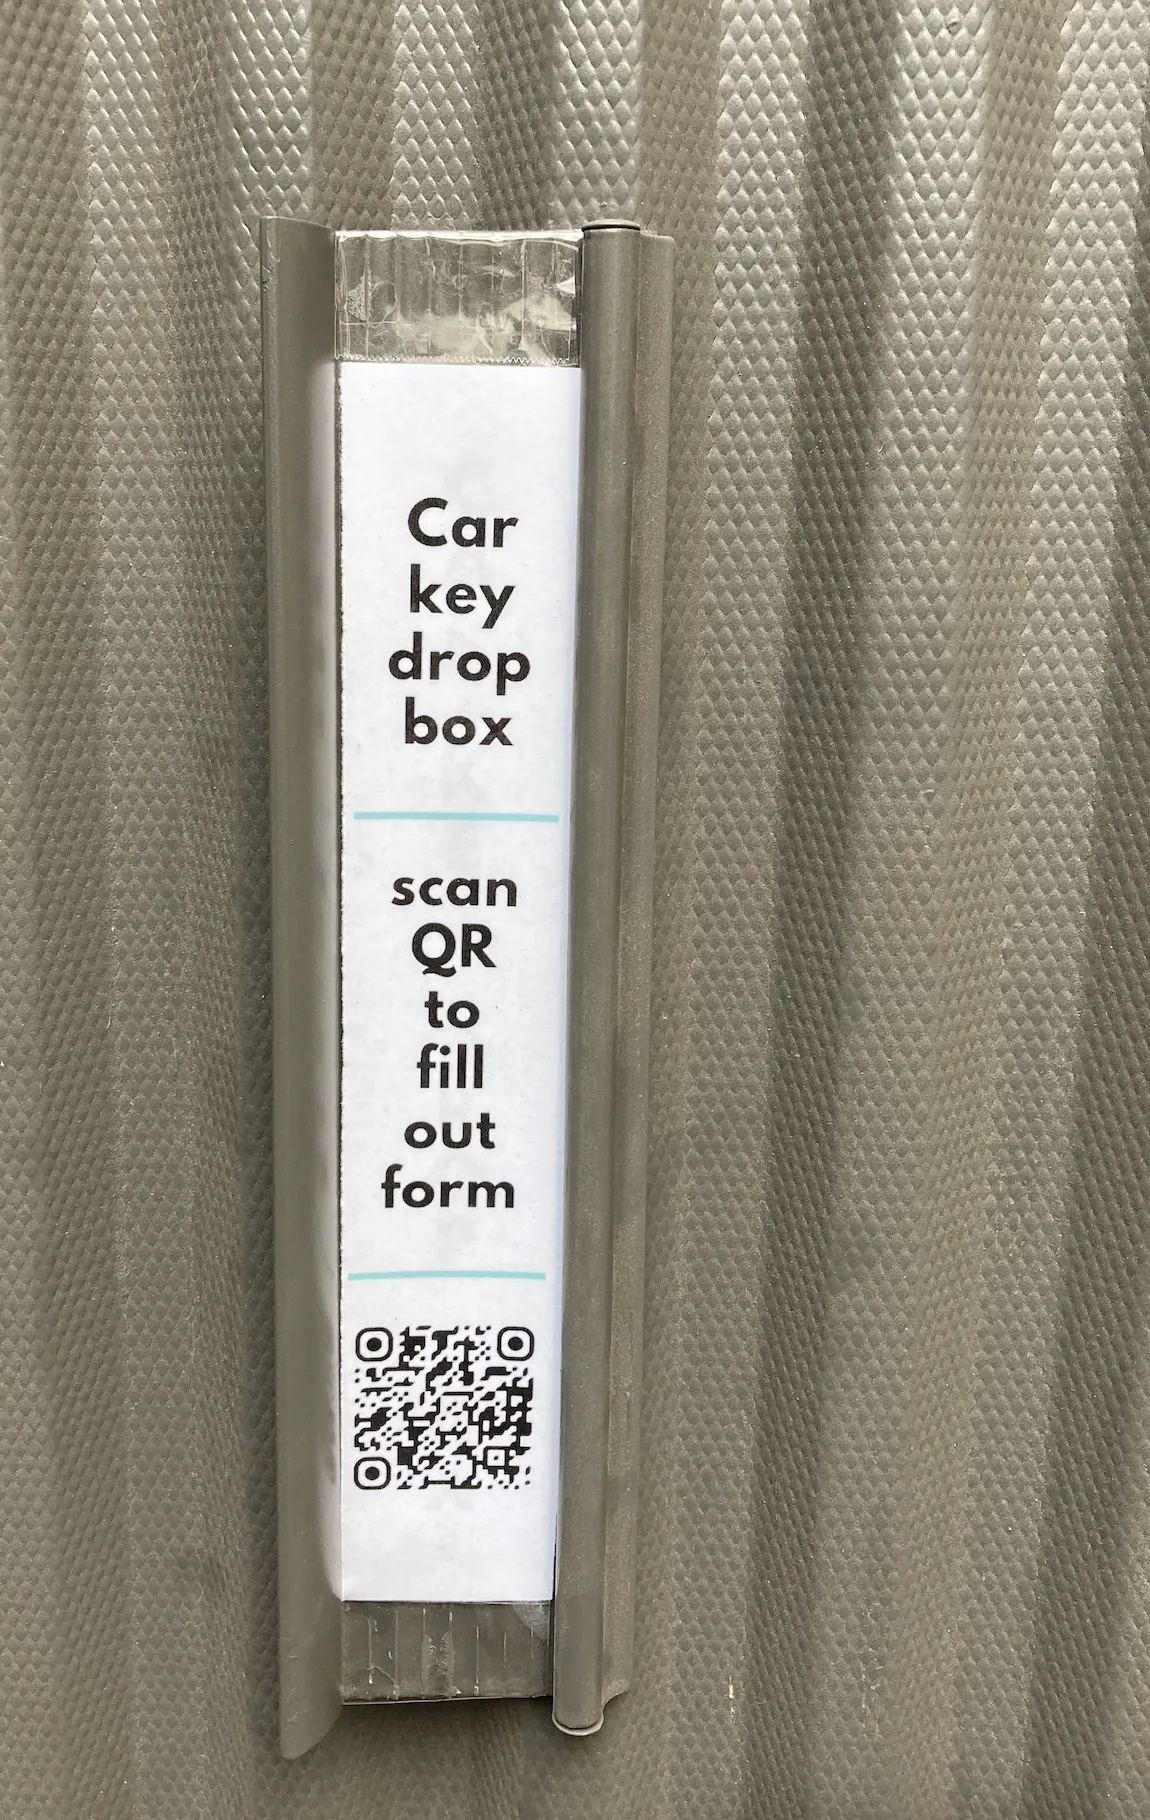 Car
key
drop
box
scan
QR
to
fill
out
form